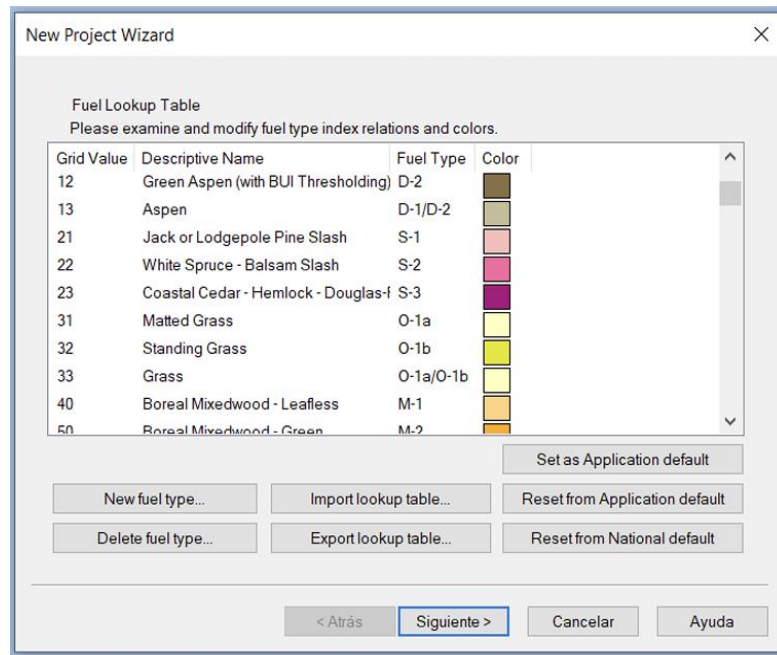 New Project Wizard
Fuel Lookup Table
Please examine and modify fuel type index relations and colors.
Grid Value Descriptive Name Fuel Type Color
12 Green Aspen (with BUI Thresholding) D-2
13 Aspen D-1/D-2
21 Jack or Lodgepole Pine Slash S-1
22 White Spruce - Balsam Slash S-2
23 Coastal Cedar - Hemlock - Douglas-F S-3
31 Matted Grass O-1a
32 Standing Grass O-1b
33 Grass O-1a/O-1b
40 Boreal Mixedwood - Leafless M-1
50 Boreal Mixedwood - Green M-2
Set as Application default
New fuel type... Import lookup table... Reset from Application default
Delete fuel type... Export lookup table... Reset from National default
< Atrás Siguiente > Cancelar Ayuda